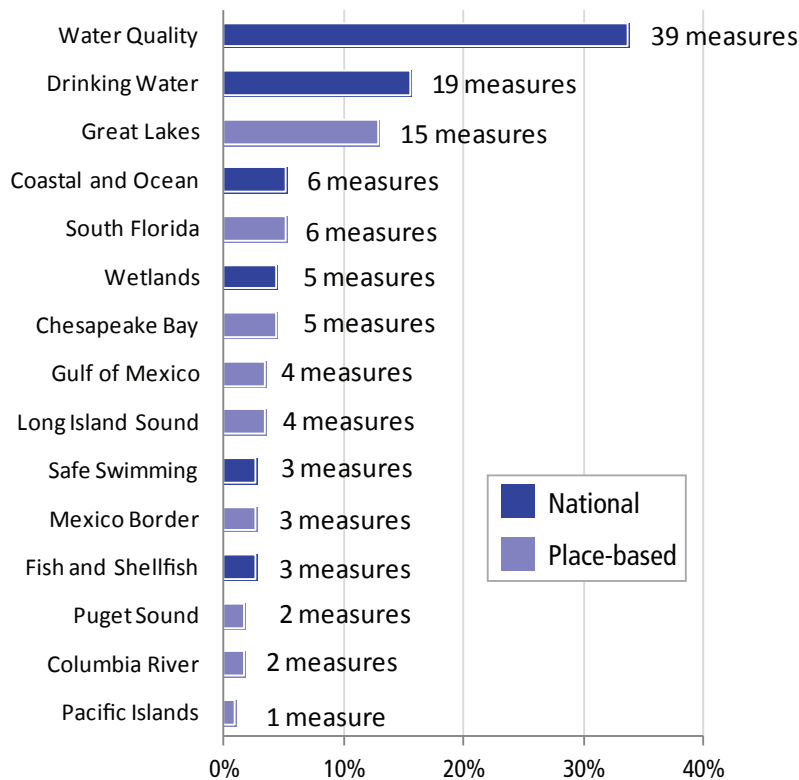 Water Quality 39 measures
Drinking Water 19 measures
Great Lakes 15 measures
Coastal and Ocean 6 measures
South Florida 6 measures
Wetlands 5 measures
Chesapeake Bay 5 measures
Gulf of Mexico 4 measures
Long Island Sound 4 measures
Safe Swimming 3 measures
Mexico Border 3 measures
Fish and Shellfish 3 measures
Puget Sound 2 measures
Columbia River 2 measures
Pacific Islands 1 measure
National
Place-based
0% 10% 20% 30% 40%